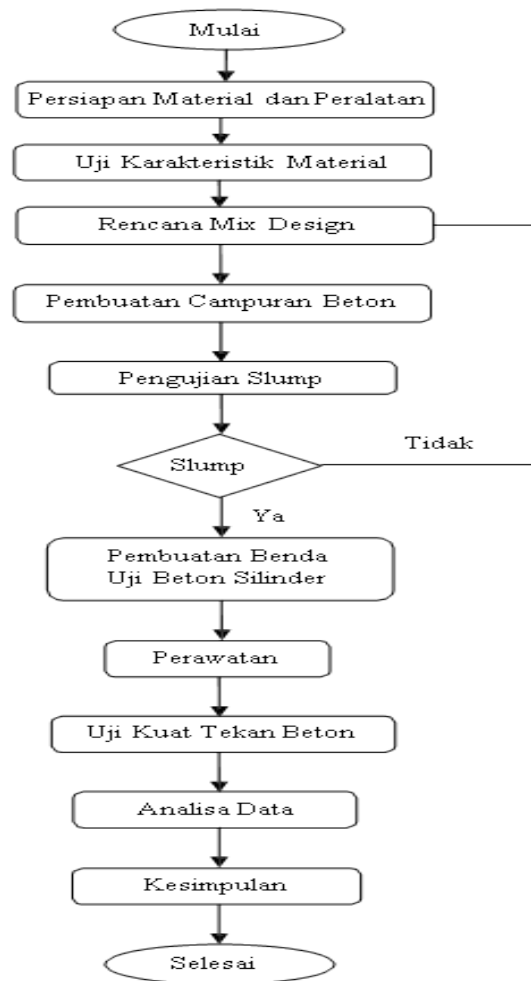 Mulai
Persiapan Material dan Peralatan
Uji Karakteristik Material
Rencana Mix Design
Pembuatan Campuran Beton
Pengujian Slump
Tidak
Slump
Ya
Pembuatan Benda
Uji Beton Silinder
Perawatan
Uji Kuat Tekan Beton
Analisa Data
Kesimpulan
Selesai